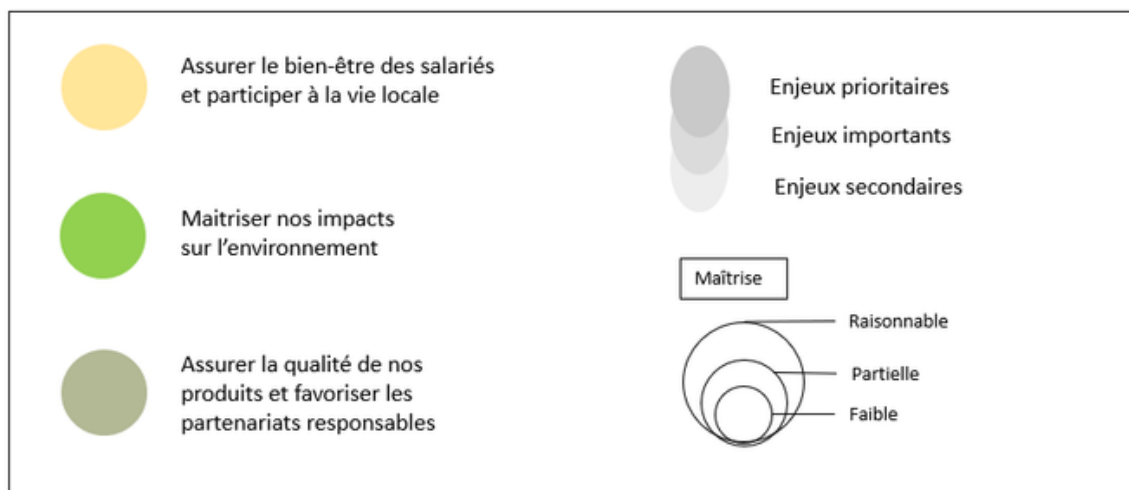 Assurer le bien-être des salariés
et participer à la vie locale
Maitriser nos impacts
sur l'environnement
Assurer la qualité de nos
produits et favoriser les
partenariats responsables
Enjeux prioritaires
Enjeux importants
Enjeux secondaires
Maîtrise
Raisonnable
Partielle
Faible